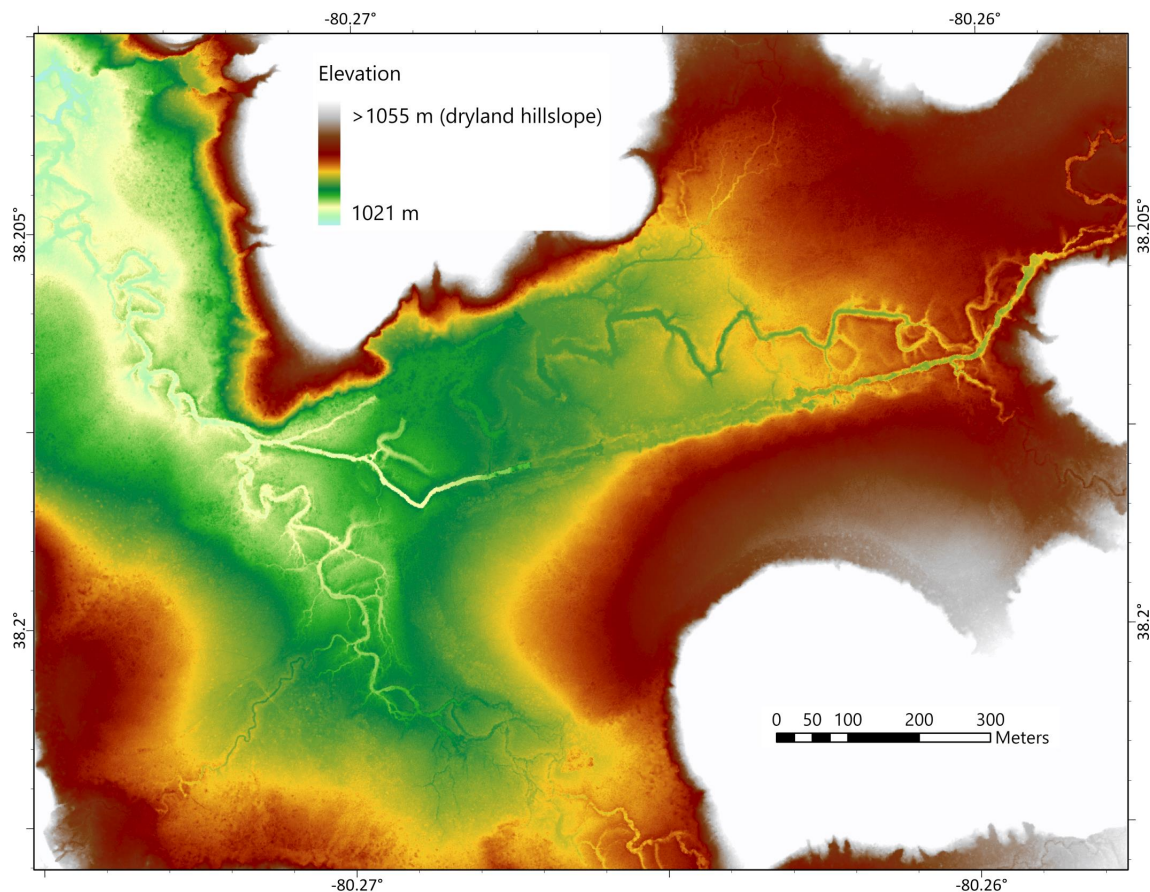 -80.27° -80.26°
Elevation
>1055 m (dryland hillslope)
1021 m
38.205° 38.205°
38.2° 38.2°
0 50 100 200 300
Meters
-80.27° -80.26°